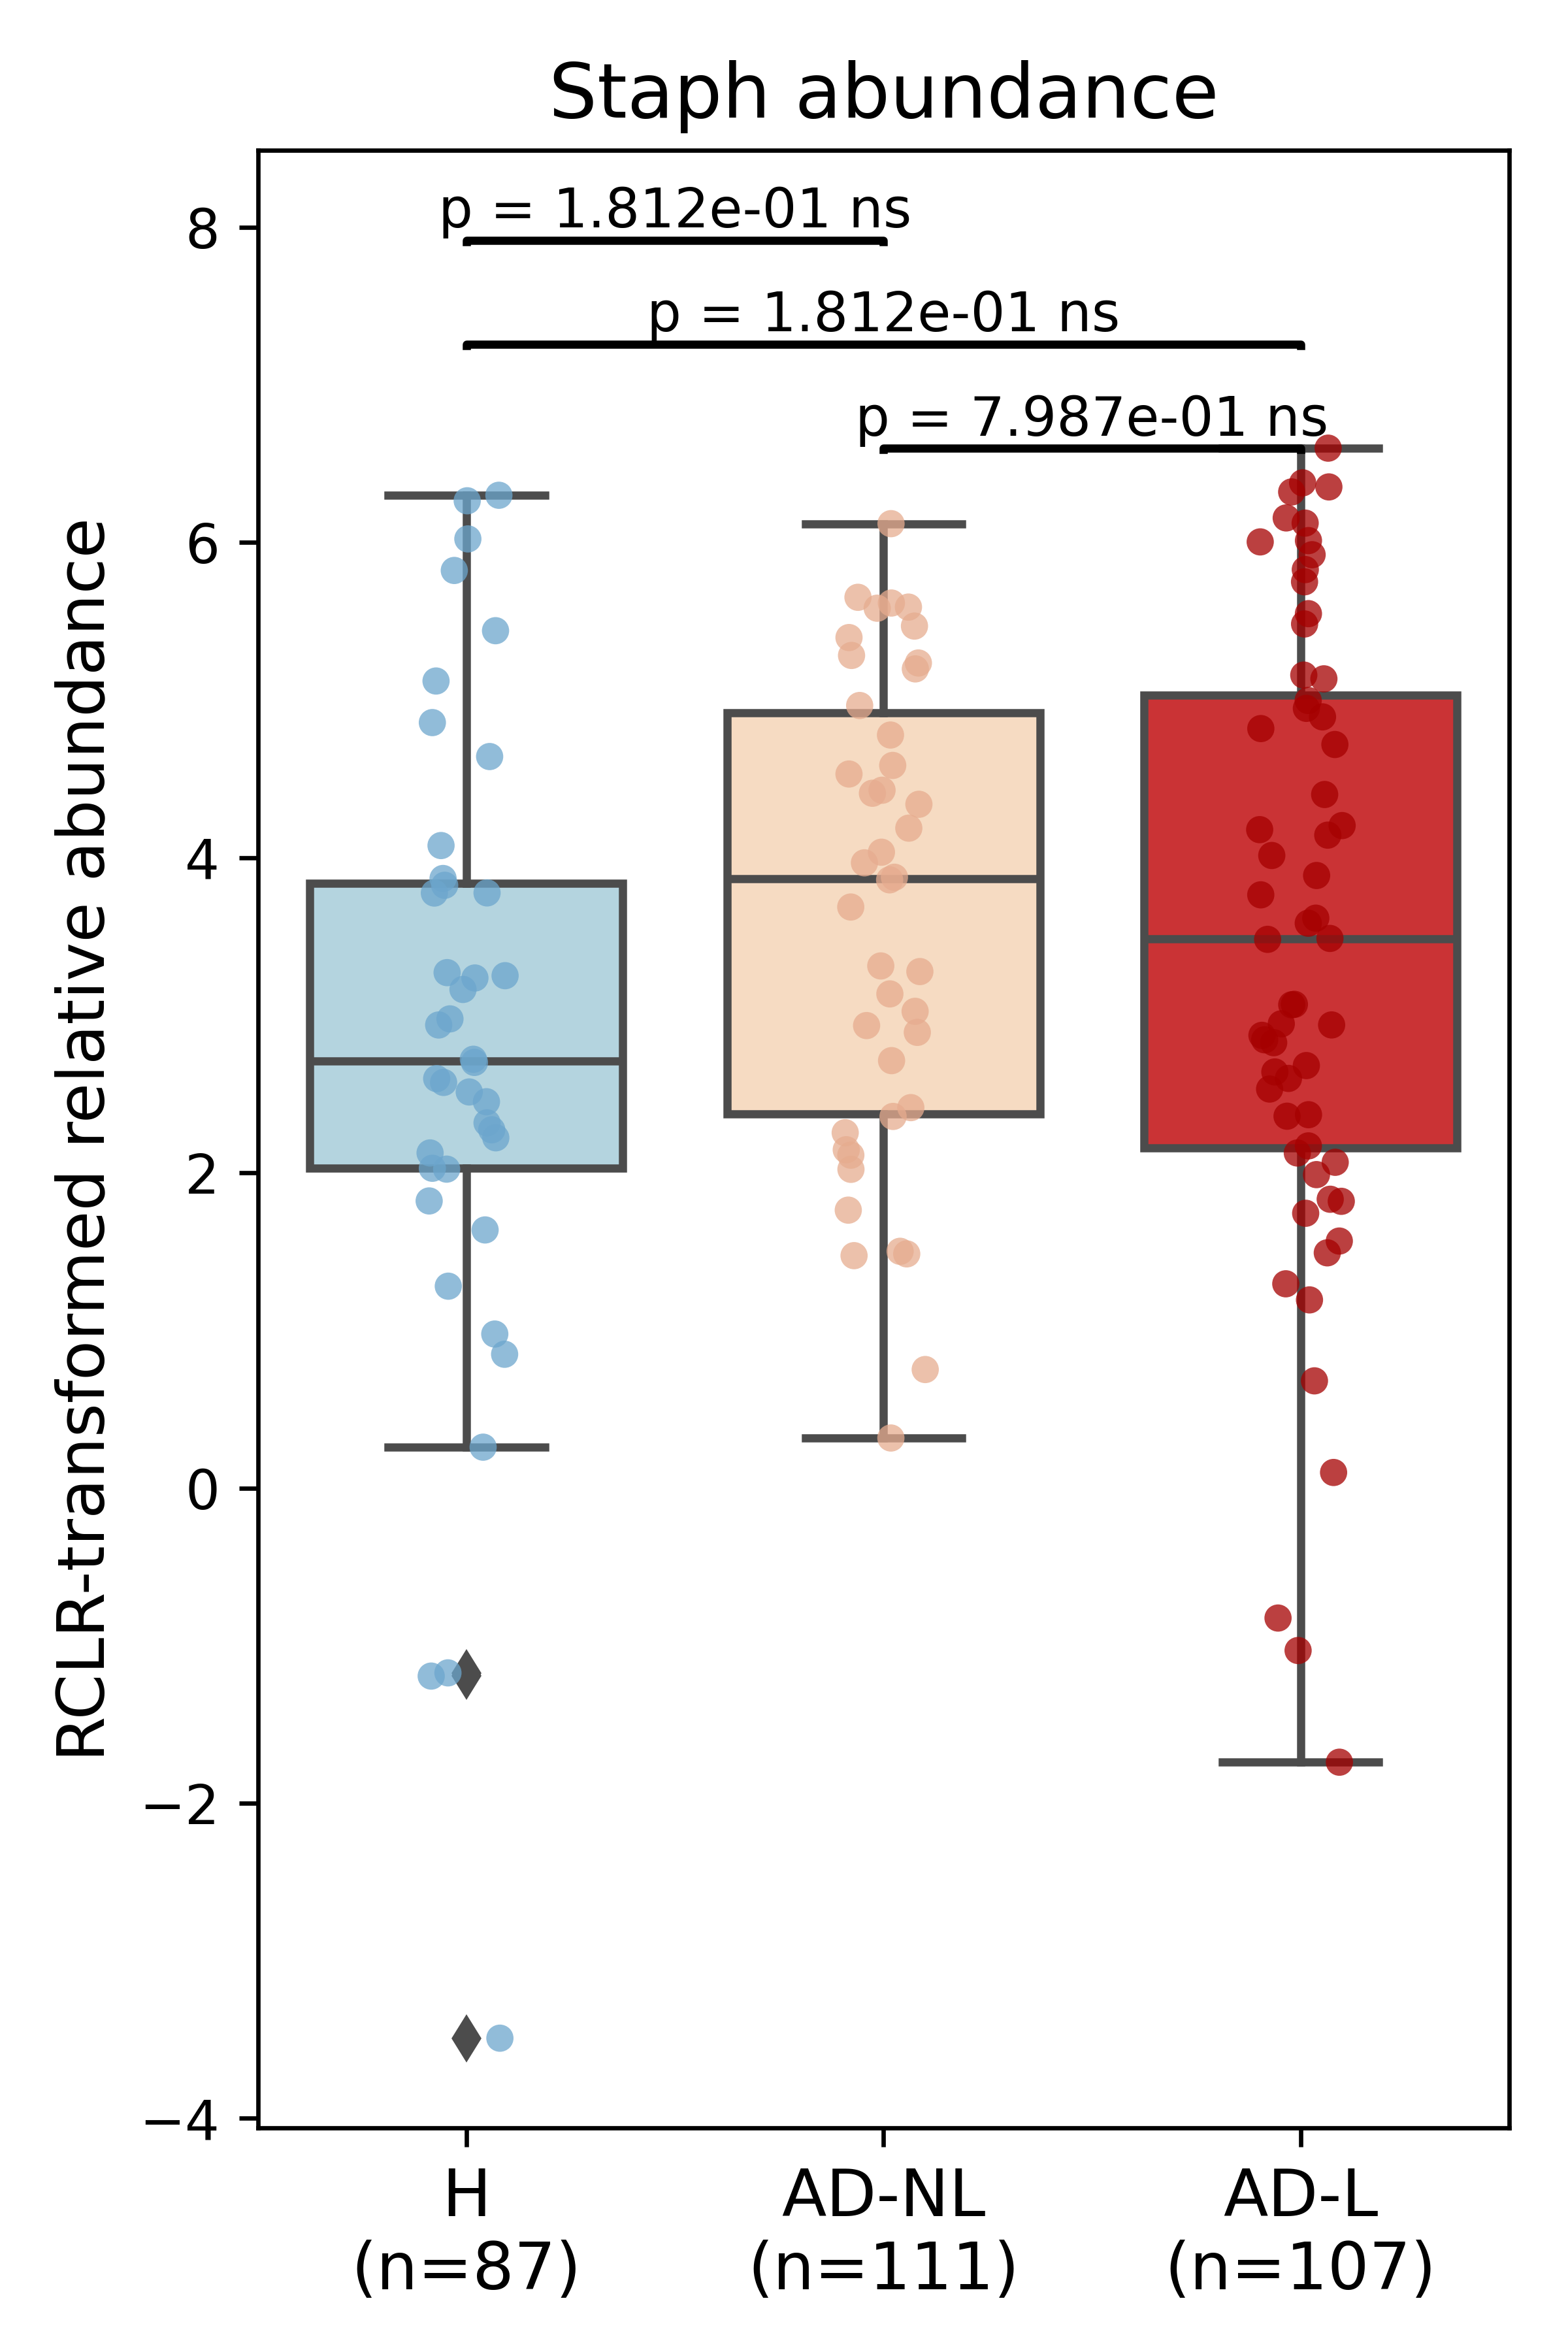 Staph abundance
p = 1.812e-01 ns
p = 1.812e-01 ns
p = 7.987e-01 ns
RCLR-transformed relative abundance
8
6
4
2
0
−2
−4
H
(n=87)
AD-NL
(n=111)
AD-L
(n=107)